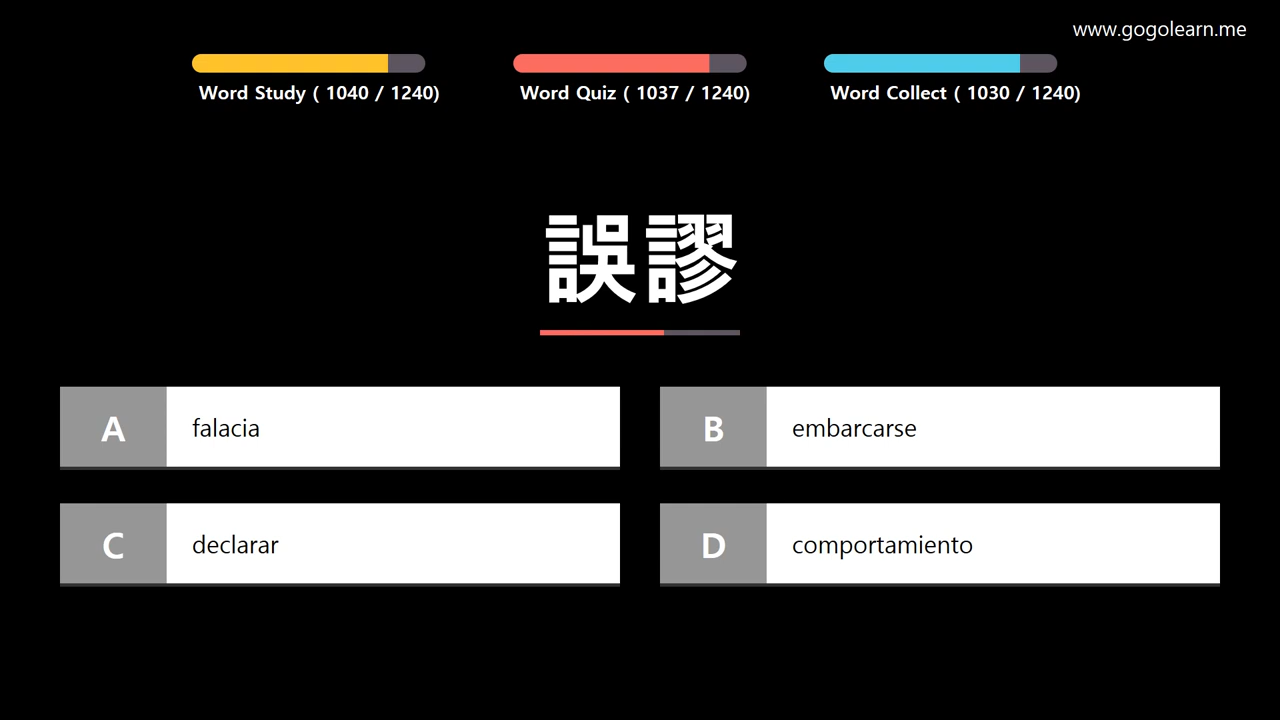 www.gogolearn.me
Word Study ( 1040 / 1240)
Word Quiz ( 1037 / 1240)
Word Collect ( 1030 / 1240)
誤謬
A falacia
B embarcarse
C declarar
D comportamiento